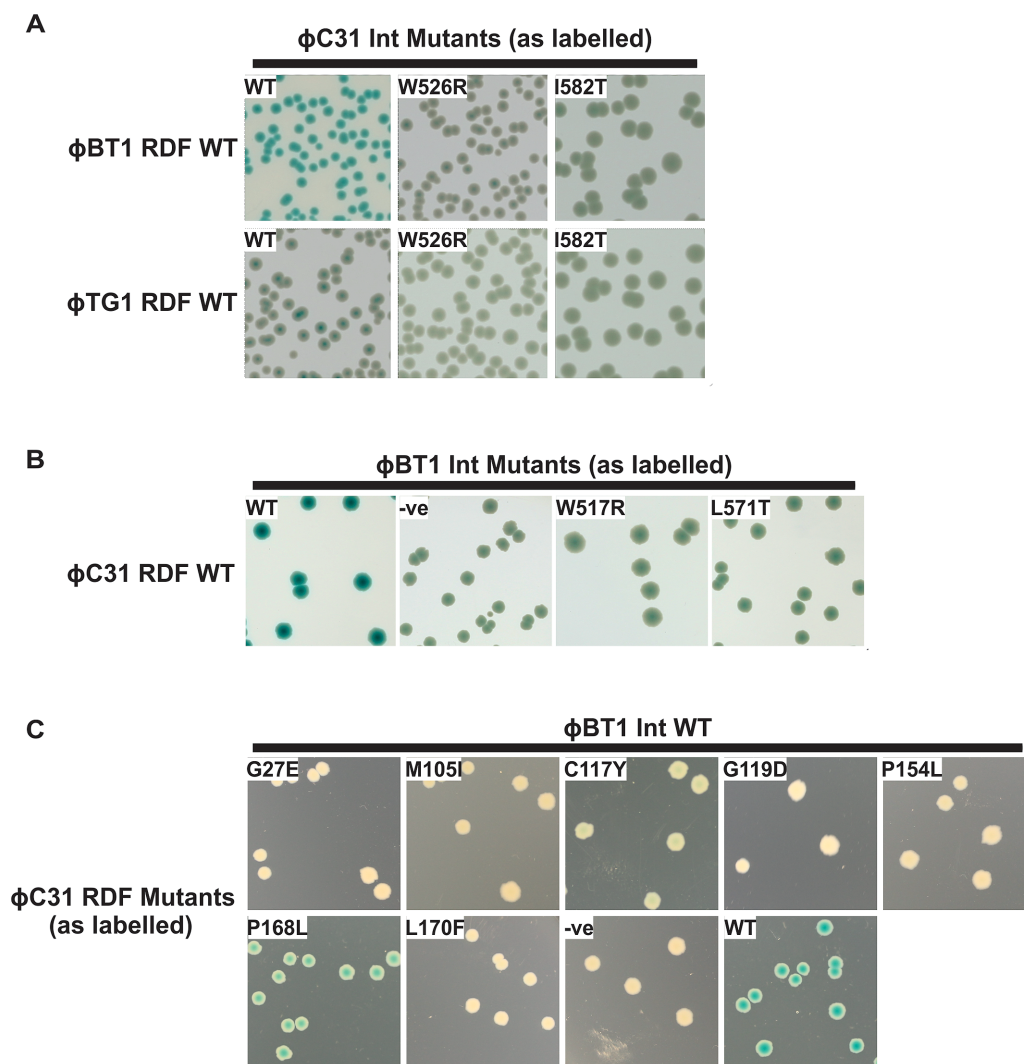 A
ϕC31 Int Mutants (as labelled)
WT W526R I582T
ϕBT1 RDF WT
WT W526R I582T
ϕTG1 RDF WT
B
ϕBT1 Int Mutants (as labelled)
WT -ve W517R L571T
ϕC31 RDF WT
C
ϕBT1 Int WT
G27E M105I C117Y G119D P154L
ϕC31 RDF Mutants
(as labelled)
P168L L170F -ve WT